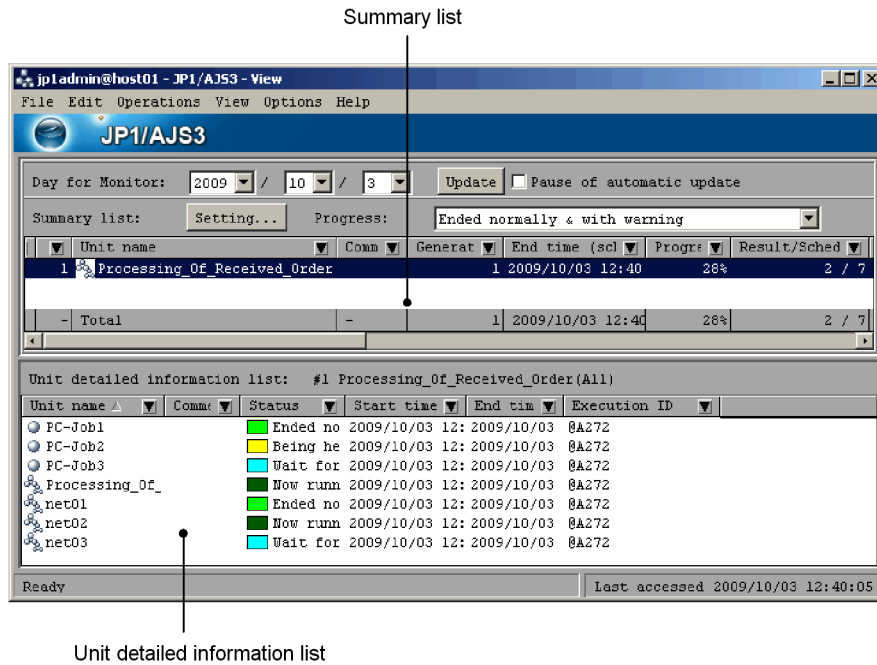 Summary list
jp1admin@host01 - JP1/AJS3 - View
File Edit Operations View Options Help
JP1/AJS3
Day for Monitor: 2009 / 10 / 3 Update Pause of automatic update
Summary list: Setting... Progress: Ended normally & with warning
Unit name Comm Generat End time (scl Progre Result/Sched
1 Processing_Of_Received_Order 1 2009/10/03 12:40 28% 2 / 7
- Total - 1 2009/10/03 12:40 28% 2 / 7
Unit detailed information list: #1 Processing_Of_Received_Order(All)
Unit name Comme Status Start time End tim Execution ID
PC-Job1 Ended no 2009/10/03 12: 2009/10/03 @A272
PC-Job2 Being he 2009/10/03 12: 2009/10/03 @A272
PC-Job3 Wait for 2009/10/03 12: 2009/10/03 @A272
Processing_Of_ Now runn 2009/10/03 12: 2009/10/03 @A272
net01 Ended no 2009/10/03 12: 2009/10/03 @A272
net02 Now runn 2009/10/03 12: 2009/10/03 @A272
net03 Wait for 2009/10/03 12: 2009/10/03 @A272
Ready Last accessed 2009/10/03 12:40:05
Unit detailed information list